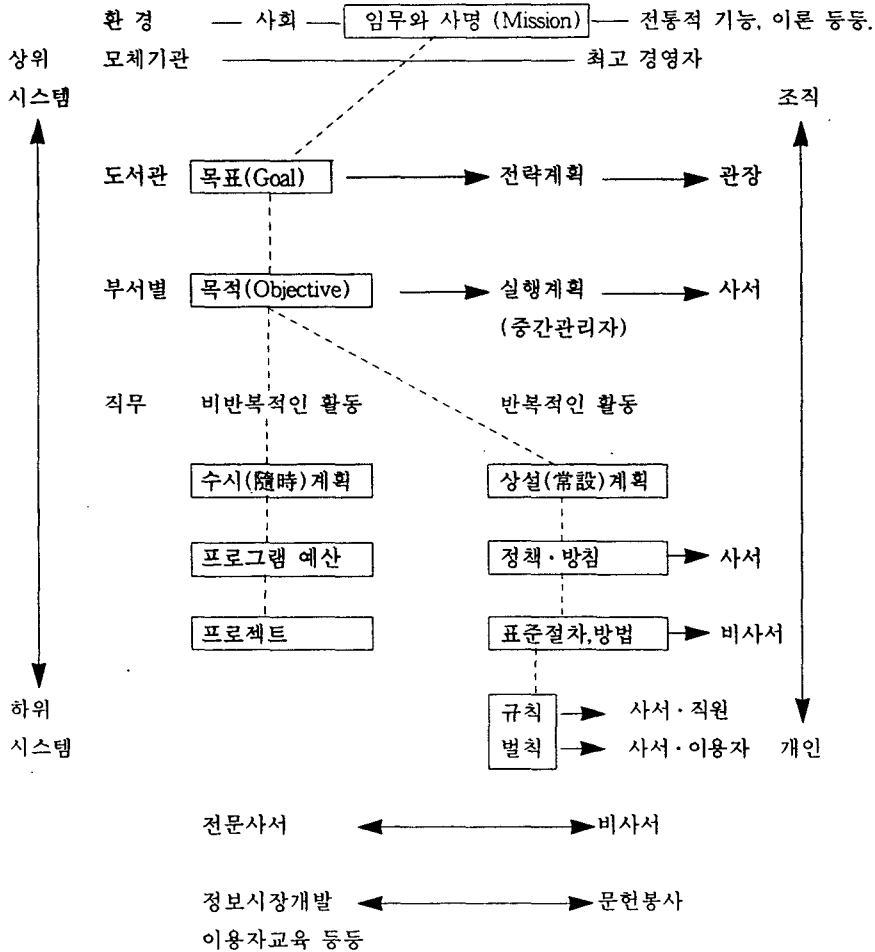 환 경 사회 임무와 사명 (Mission) 전통적 기능, 이론 등등.
상위 모체기관 최고 경영자
시스템 조직
도서관 목표(Goal) 전략계획 관장
부서별 목적(Objective) 실행계획 사서
(중간관리자)
직무 비반복적인 활동 반복적인 활동
수시(隨時)계획 상설(常設)계획
프로그램 예산 정책·방침 사서
프로젝트 표준절차,방법 비사서
하위 규칙 사서·직원
시스템 벌칙 사서·이용자 개인
전문사서 비사서
정보시장개발 문헌봉사
이용자교육 등등